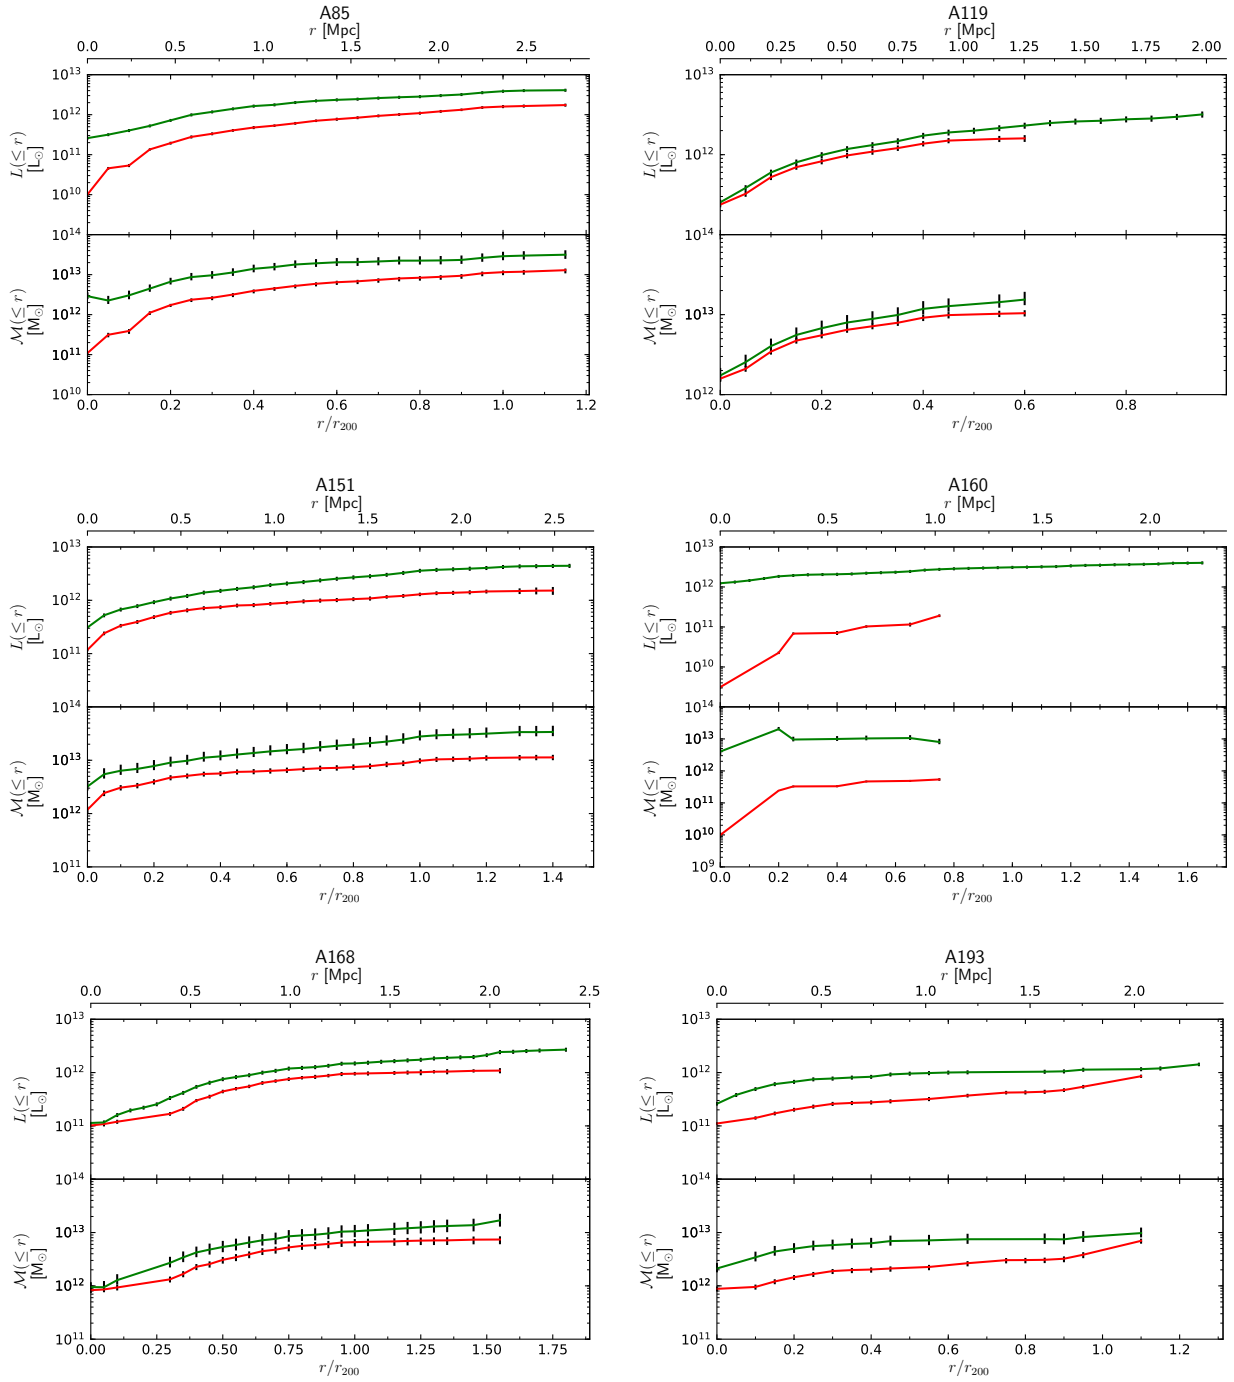 A85
r [Mpc]
0.0 0.5 1.0 1.5 2.0 2.5
10^13
10^12
10^11
10^10
L(≤ r)
[L⊙]
10^14
10^13
10^12
10^11
10^10
M(≤ r)
[M⊙]
0.0 0.2 0.4 0.6 0.8 1.0 1.2
r/r_200
A119
r [Mpc]
0.00 0.25 0.50 0.75 1.00 1.25 1.50 1.75 2.00
10^13
10^12
L(≤ r)
[L⊙]
10^14
10^13
10^12
M(≤ r)
[M⊙]
0.0 0.2 0.4 0.6 0.8
r/r_200
A151
r [Mpc]
0.0 0.5 1.0 1.5 2.0 2.5
10^13
10^12
10^11
L(≤ r)
[L⊙]
10^14
10^13
10^12
10^11
M(≤ r)
[M⊙]
0.0 0.2 0.4 0.6 0.8 1.0 1.2 1.4
r/r_200
A160
r [Mpc]
0.0 0.5 1.0 1.5 2.0
10^13
10^12
10^11
10^10
L(≤ r)
[L⊙]
10^14
10^13
10^12
10^11
10^10
10^9
M(≤ r)
[M⊙]
0.0 0.2 0.4 0.6 0.8 1.0 1.2 1.4 1.6
r/r_200
A168
r [Mpc]
0.0 0.5 1.0 1.5 2.0 2.5
10^13
10^12
10^11
L(≤ r)
[L⊙]
10^14
10^13
10^12
10^11
M(≤ r)
[M⊙]
0.00 0.25 0.50 0.75 1.00 1.25 1.50 1.75
r/r_200
A193
r [Mpc]
0.0 0.5 1.0 1.5 2.0
10^13
10^12
10^11
L(≤ r)
[L⊙]
10^14
10^13
10^12
10^11
M(≤ r)
[M⊙]
0.0 0.2 0.4 0.6 0.8 1.0 1.2
r/r_200